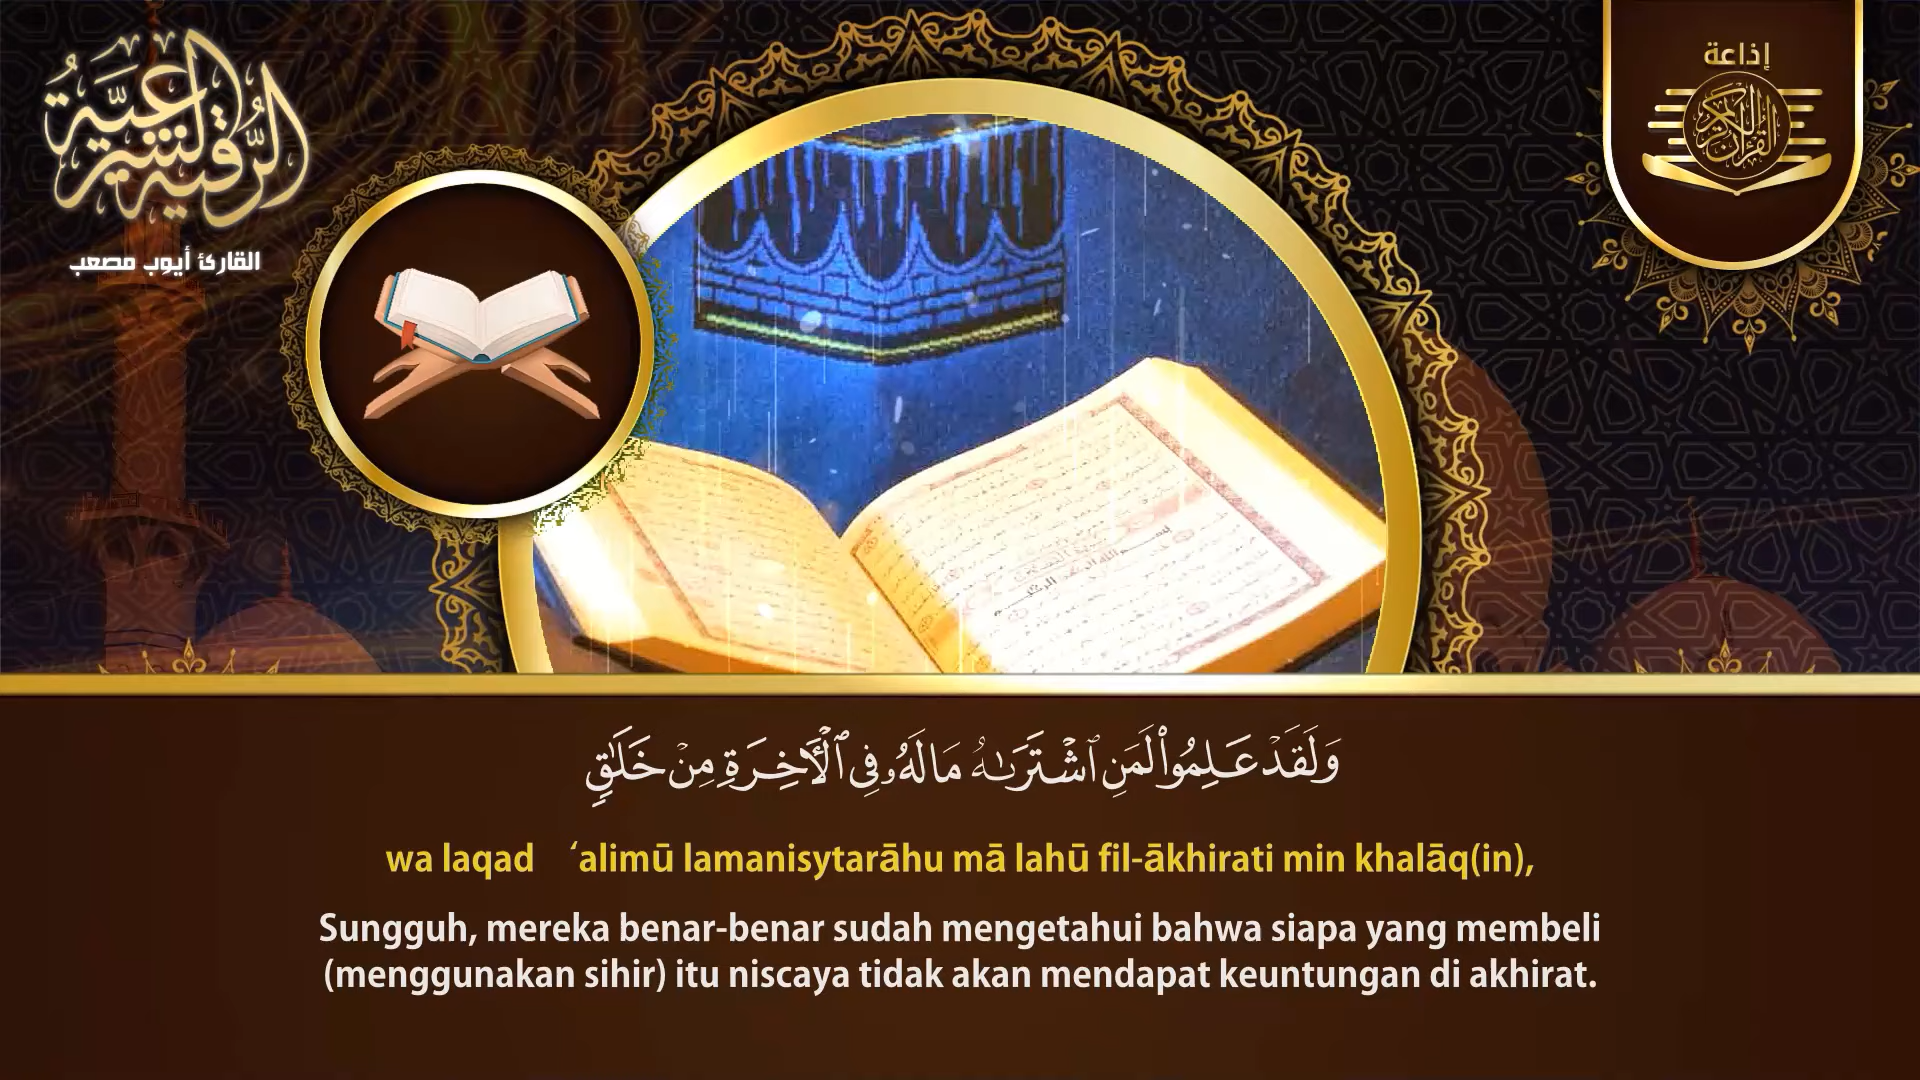 الرقية الشرعية
القارئ أيوب مصعب
إذاعة
القرآن الكريم
وَلَقَدْ عَلِمُوا۟ لَمَنِ ٱشْتَرَىٰهُ مَا لَهُۥ فِى ٱلْـَٔاخِرَةِ مِنْ خَلَـٰقٍ
wa laqad ‘alimū lamanisytarāhu mā lahū fil-ākhirati min khalāq(in),
Sungguh, mereka benar-benar sudah mengetahui bahwa siapa yang membeli
(menggunakan sihir) itu niscaya tidak akan mendapat keuntungan di akhirat.